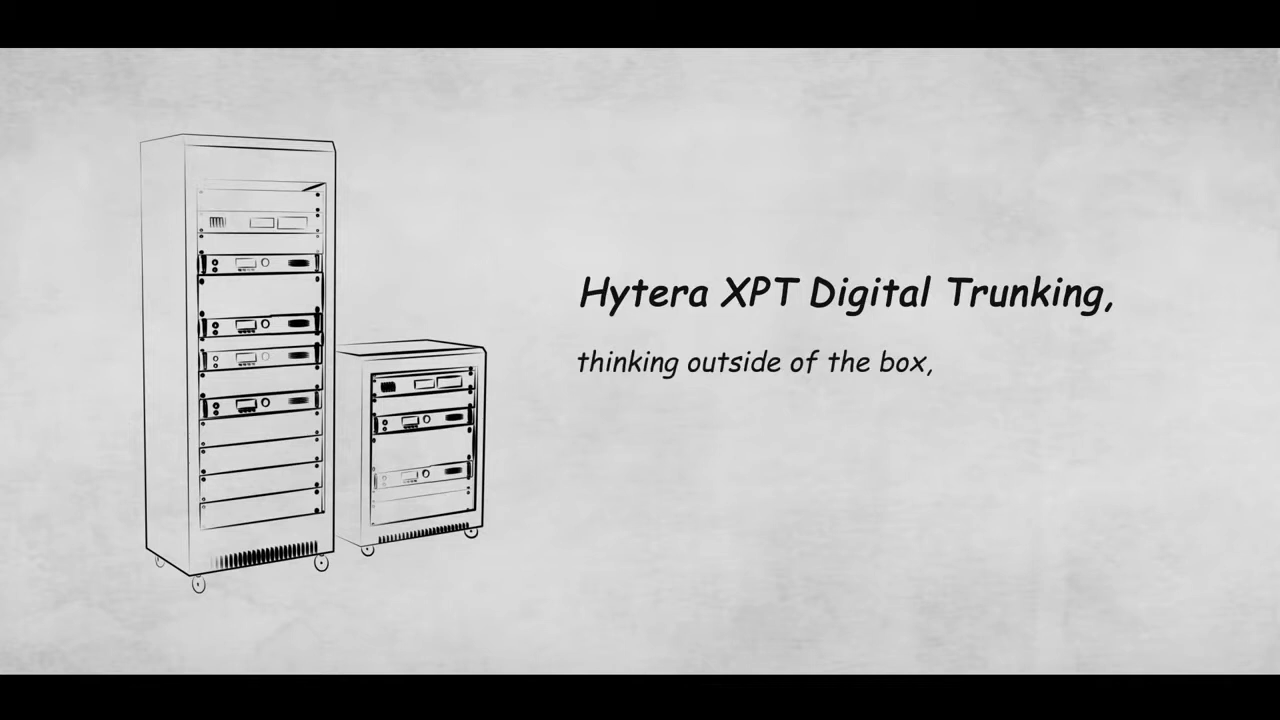 Hytera XPT Digital Trunking,
thinking outside of the box,